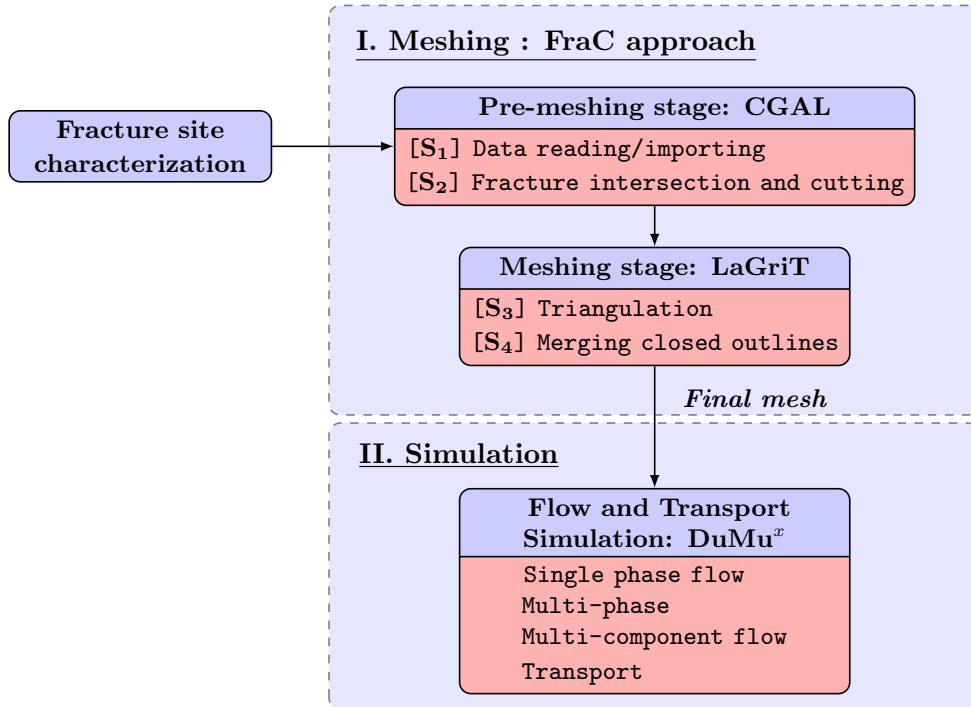 I. Meshing : FraC approach
Pre-meshing stage: CGAL
[S₁] Data reading/importing
[S₂] Fracture intersection and cutting
Fracture site
characterization
Meshing stage: LaGriT
[S₃] Triangulation
[S₄] Merging closed outlines
Final mesh
II. Simulation
Flow and Transport
Simulation: DuMuˣ
Single phase flow
Multi-phase
Multi-component flow
Transport